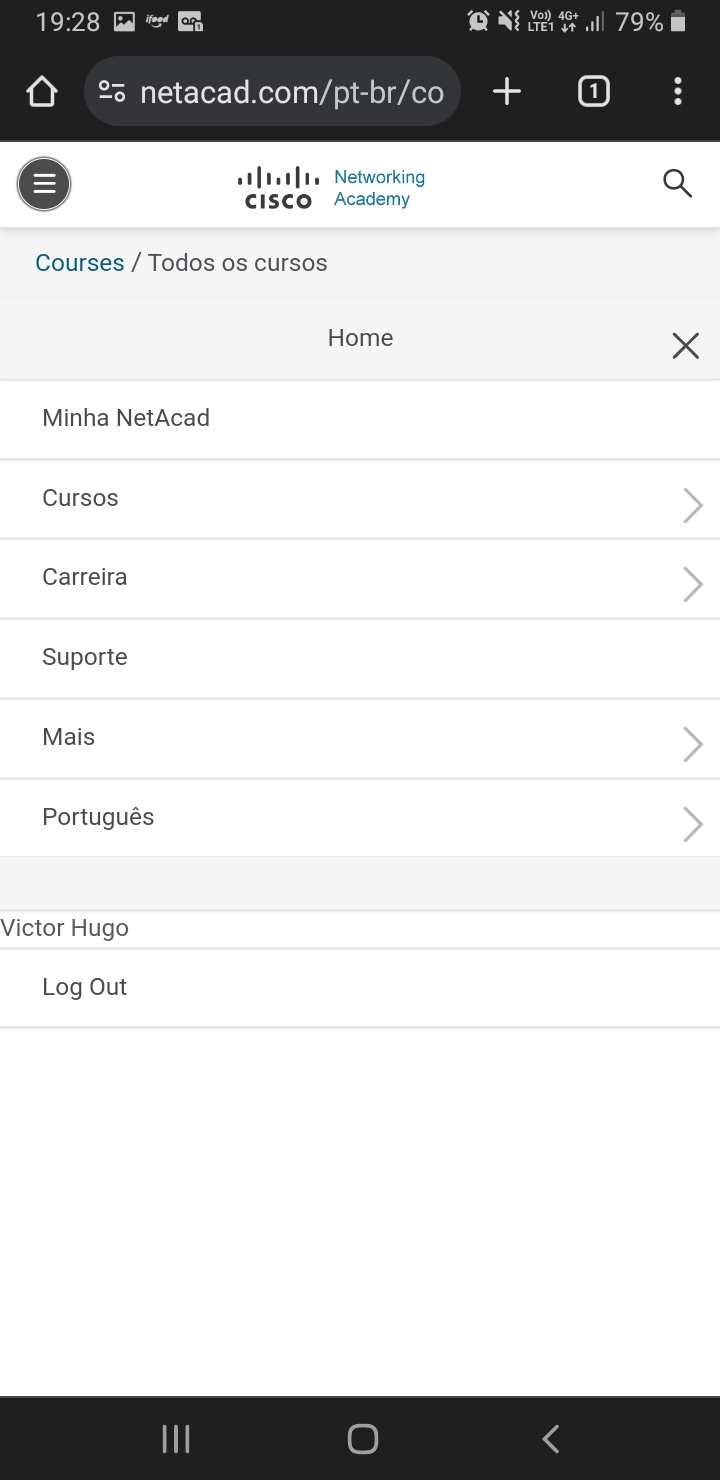 19:28 ifood Vo)) LTE1 4G+ 79%
netacad.com/pt-br/co 1
CISCO Networking Academy
Courses / Todos os cursos
Home
Minha NetAcad
Cursos
Carreira
Suporte
Mais
Português
Victor Hugo
Log Out